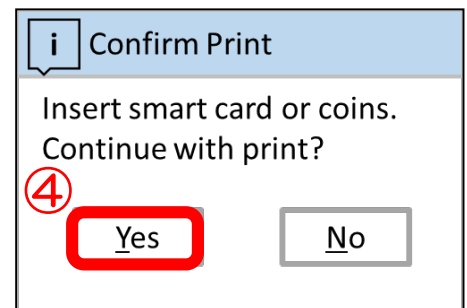 i Confirm Print
Insert smart card or coins.
Continue with print?
④
Yes No